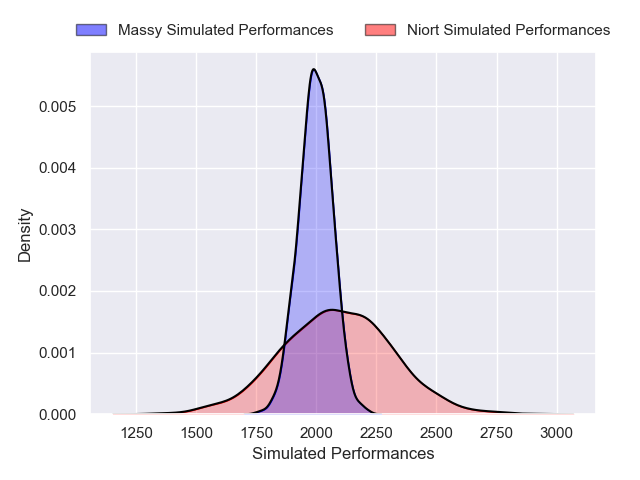 Massy Simulated Performances Niort Simulated Performances
0.005
0.004
0.003
0.002
0.001
0.000
Density
1250 1500 1750 2000 2250 2500 2750 3000
Simulated Performances